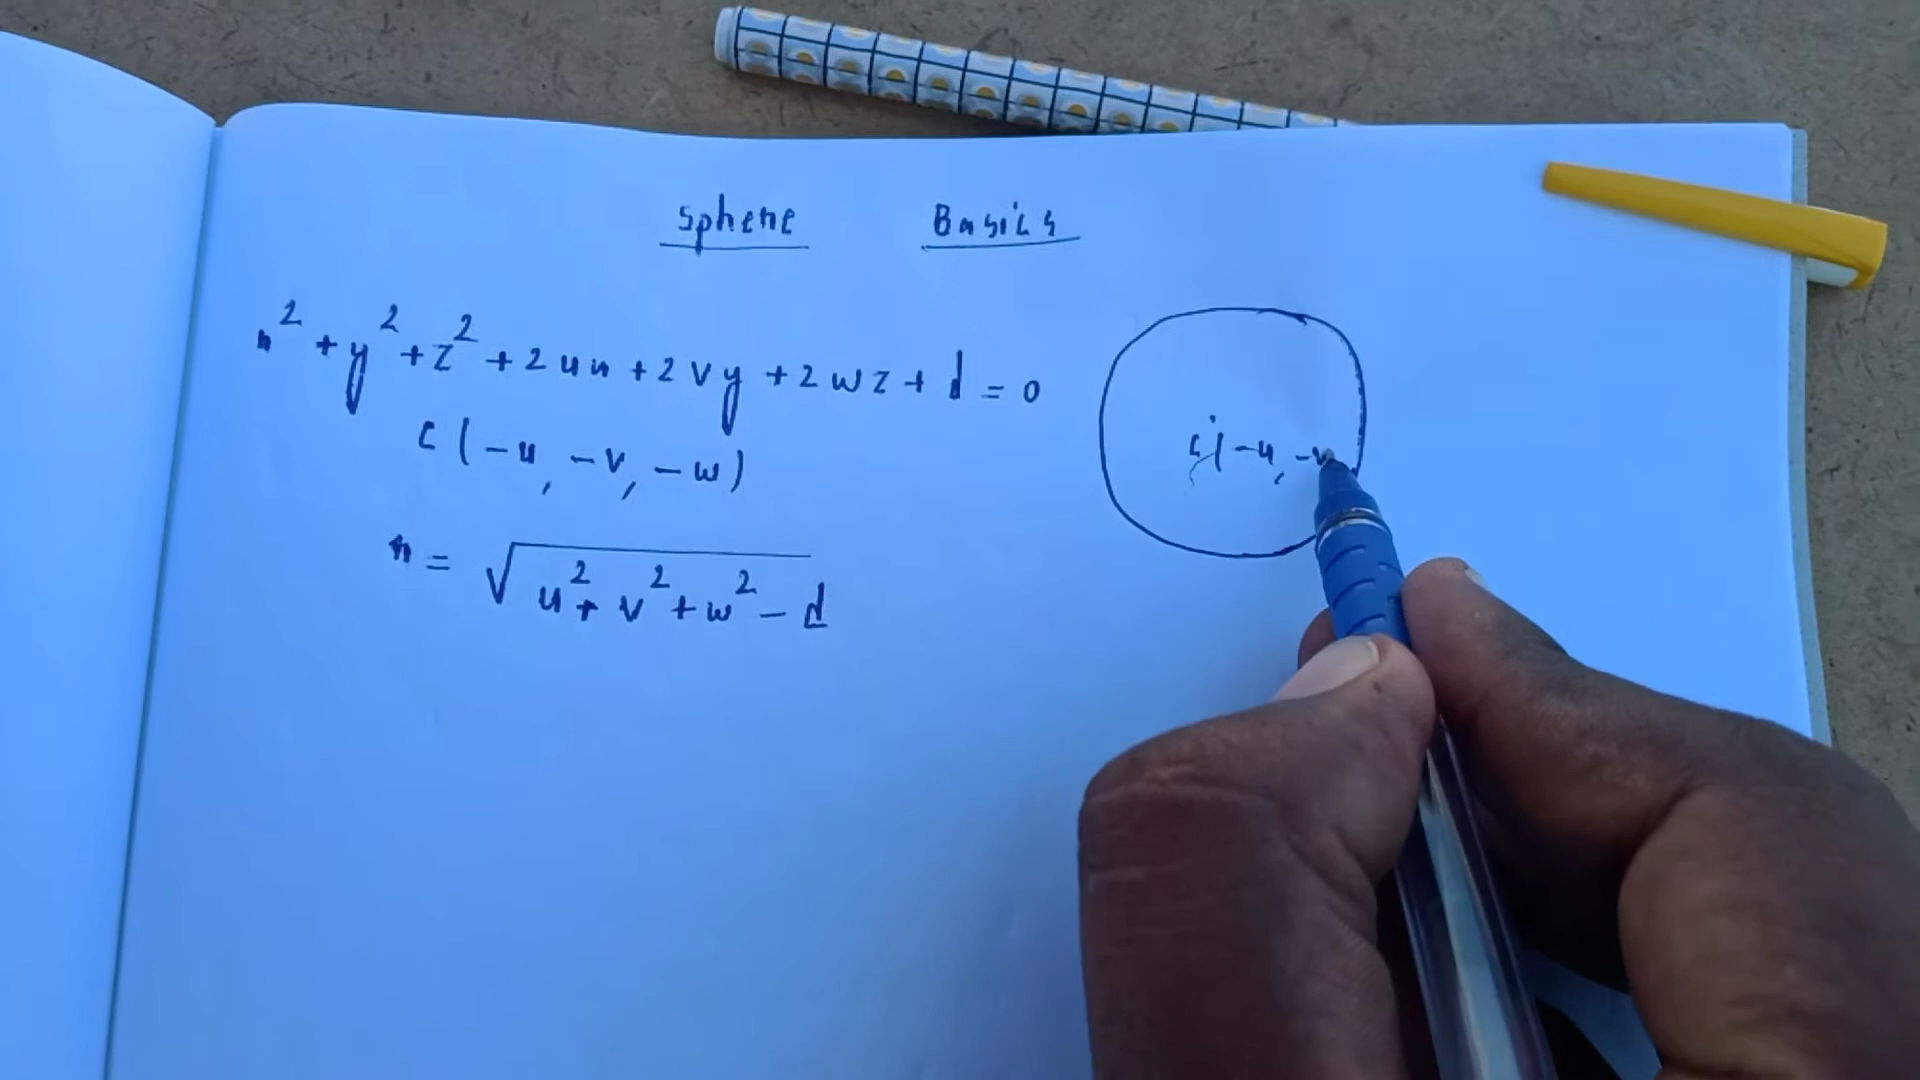 Sphere Basics
x² + y² + z² + 2ux + 2vy + 2wz + d = 0
C(-u, -v, -w)
r = √(u² + v² + w² - d)
C(-u, -v